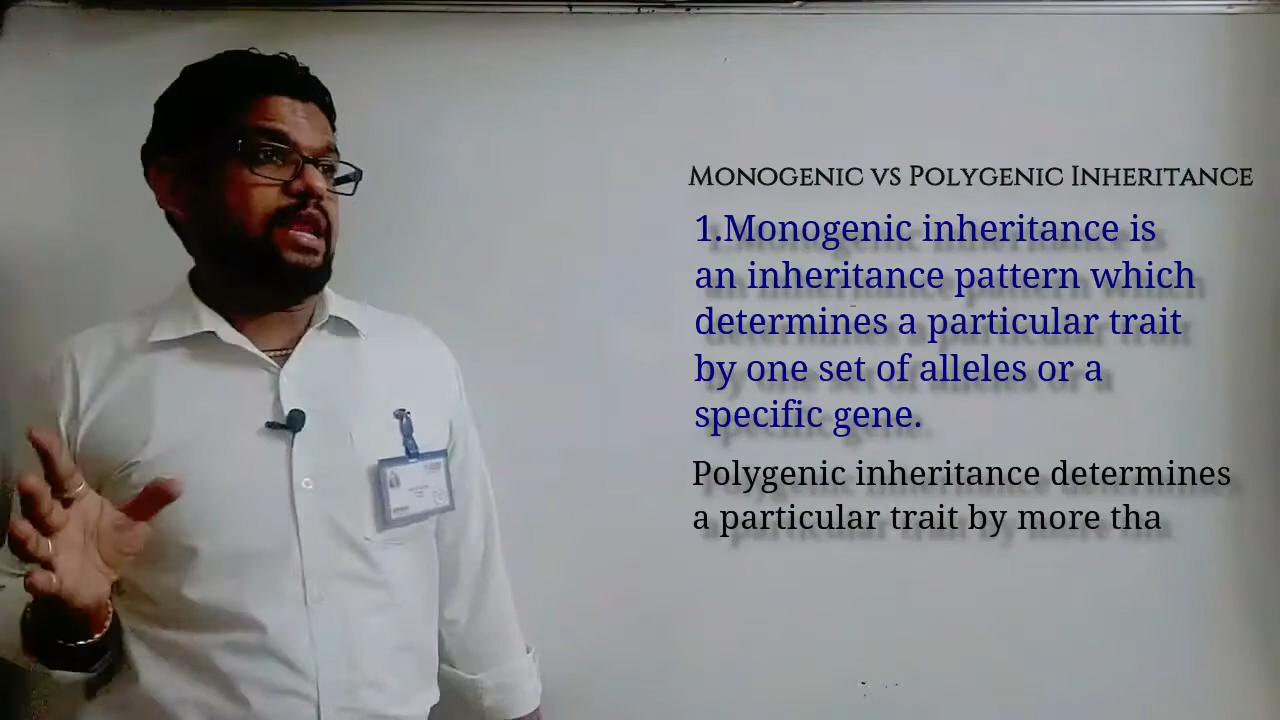 Monogenic vs Polygenic Inheritance
1.Monogenic inheritance is
an inheritance pattern which
determines a particular trait
by one set of alleles or a
specific gene.
Polygenic inheritance determines
a particular trait by more tha